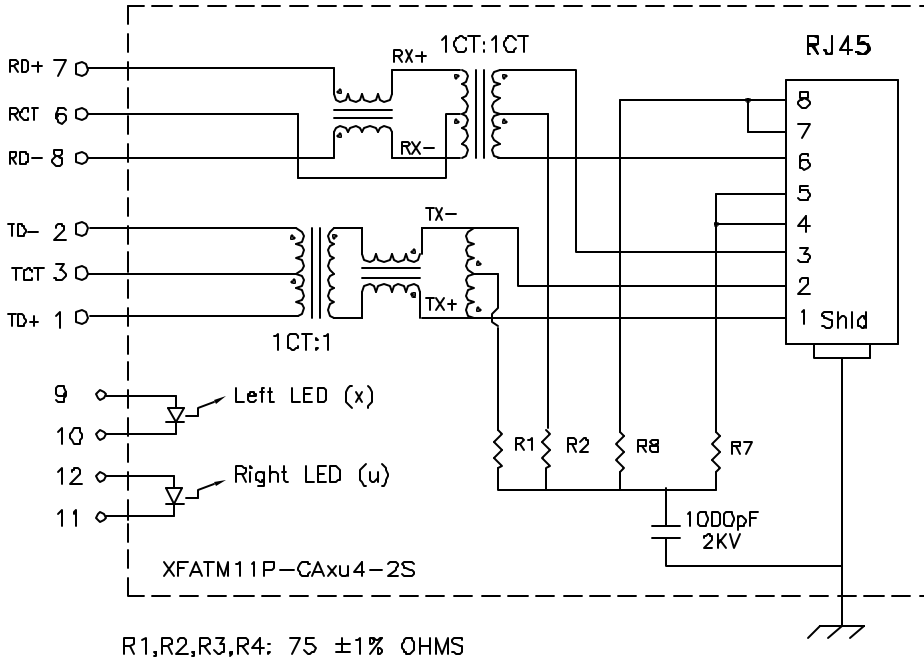 1CT:1CT
RJ45
RD+ 7
RX+
8
RCT 6
7
RD- 8
RX-
6
5
TD- 2
TX-
4
TCT 3
3
TX+
2
TD+ 1
1 Shld
1CT:1
9
Left LED (x)
10
R1
R2
R8
R7
12
Right LED (u)
11
1000pF
2KV
XFATM11P-CAxu4-2S
R1,R2,R3,R4: 75 ±1% OHMS